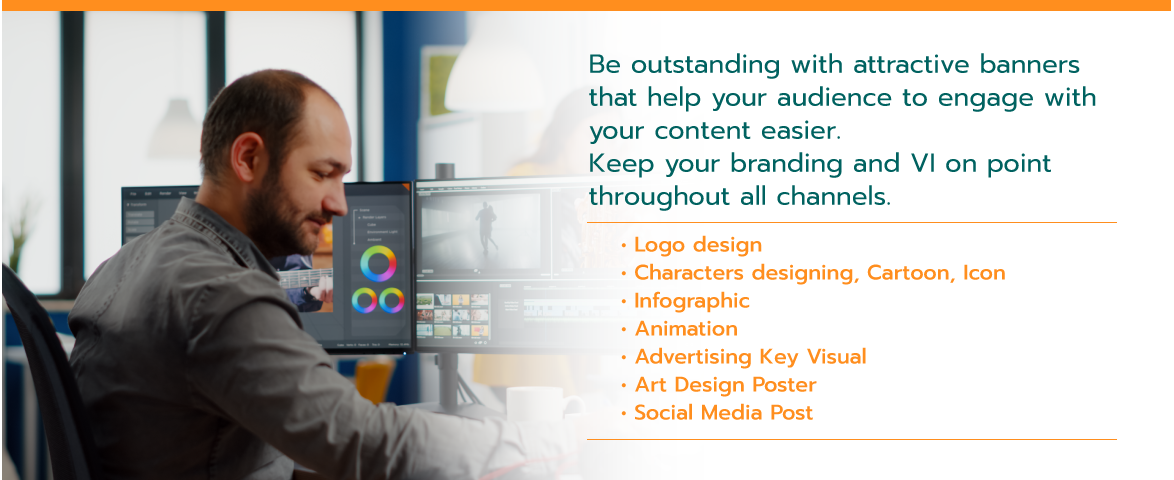 Be outstanding with attractive banners
that help your audience to engage with
your content easier.
Keep your branding and VI on point
throughout all channels.
• Logo design
• Characters designing, Cartoon, Icon
• Infographic
• Animation
• Advertising Key Visual
• Art Design Poster
• Social Media Post